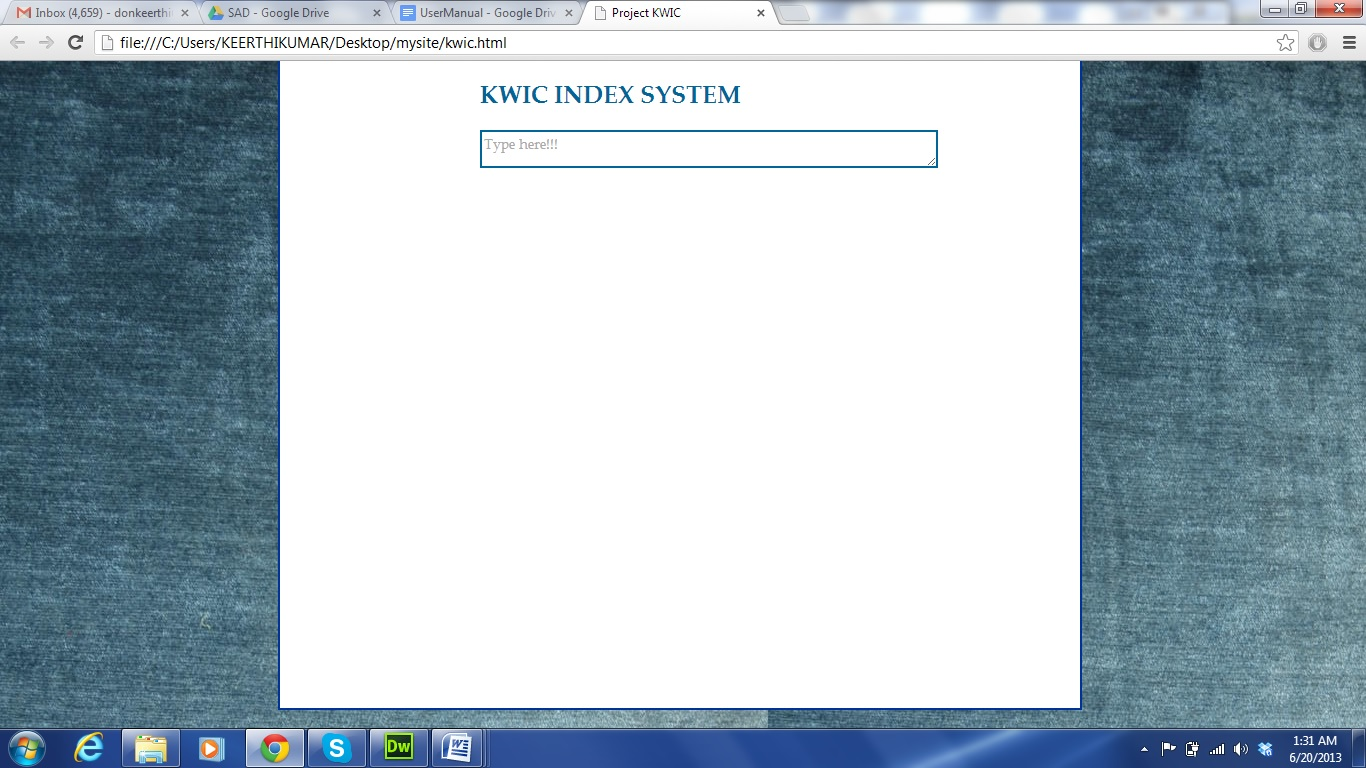 Inbox (4,659) - donkeerthi
SAD - Google Drive
UserManual - Google Driv
Project KWIC
file:///C:/Users/KEERTHIKUMAR/Desktop/mysite/kwic.html
KWIC INDEX SYSTEM
Type here!!!
Dw
W
1:31 AM
6/20/2013